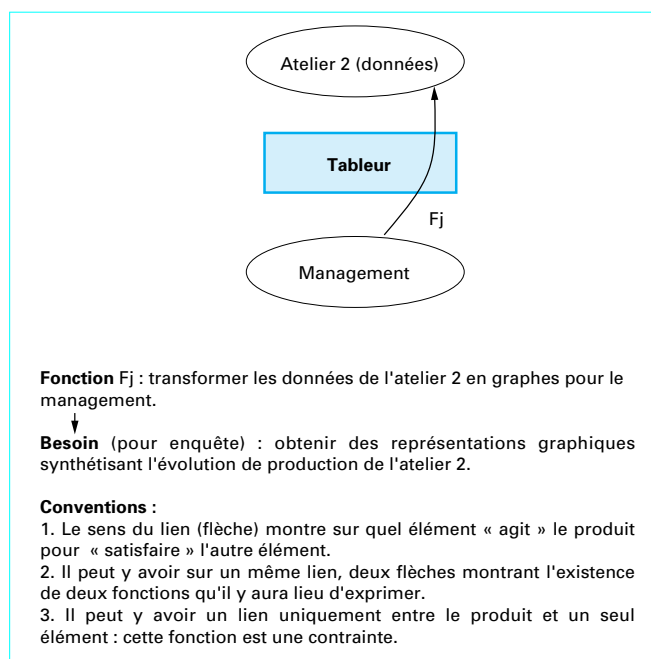 Atelier 2 (données)
Tableur
Fj
Management
Fonction Fj : transformer les données de l'atelier 2 en graphes pour le
management.
Besoin (pour enquête) : obtenir des représentations graphiques
synthétisant l'évolution de production de l'atelier 2.
Conventions :
1. Le sens du lien (flèche) montre sur quel élément « agit » le produit
pour « satisfaire » l'autre élément.
2. Il peut y avoir sur un même lien, deux flèches montrant l'existence
de deux fonctions qu'il y aura lieu d'exprimer.
3. Il peut y avoir un lien uniquement entre le produit et un seul
élément : cette fonction est une contrainte.